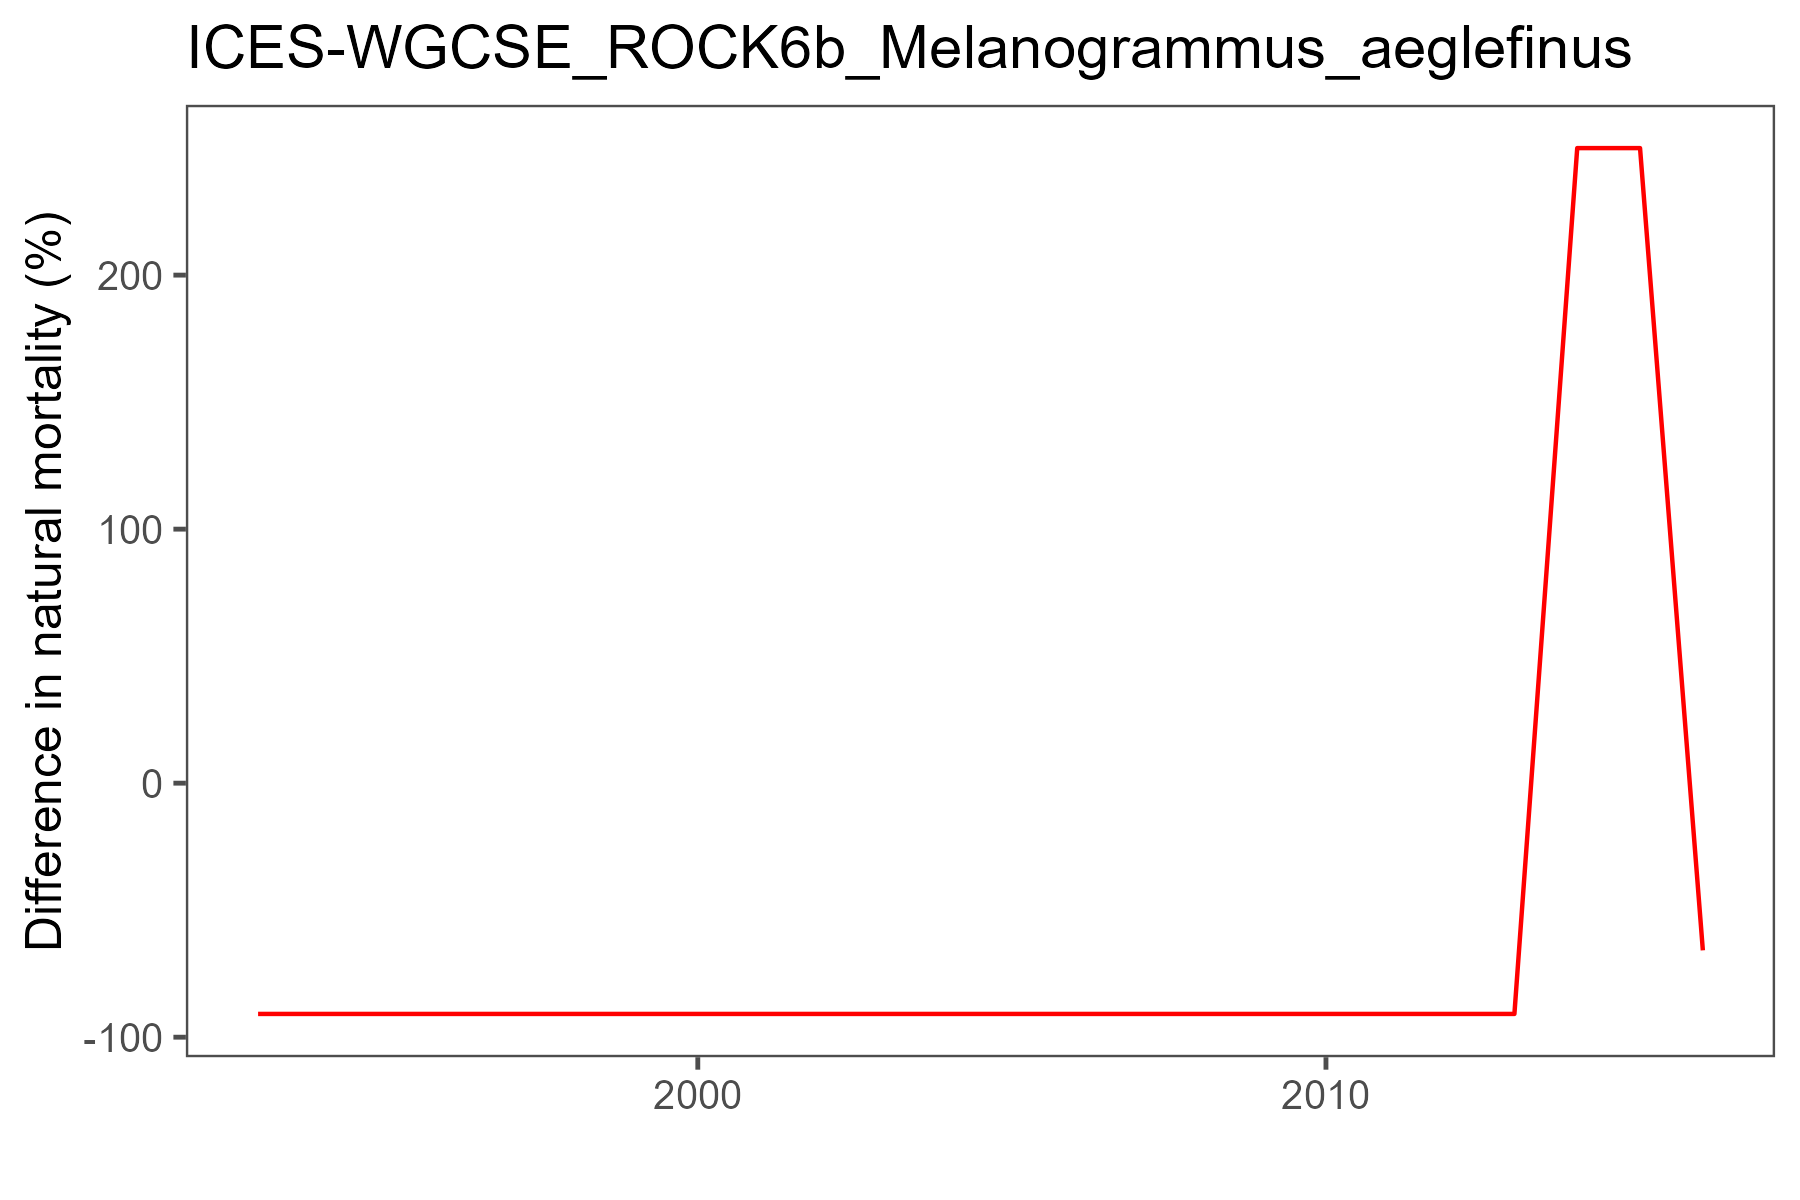 ICES-WGCSE_ROCK6b_Melanogrammus_aeglefinus
Difference in natural mortality (%)
200
100
0
-100
2000 2010